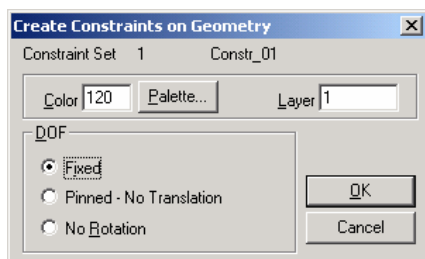 Create Constraints on Geometry
Constraint Set 1 Constr_01
Color 120 Palette... Layer 1
DOF
Fixed
Pinned - No Translation
No Rotation
OK
Cancel